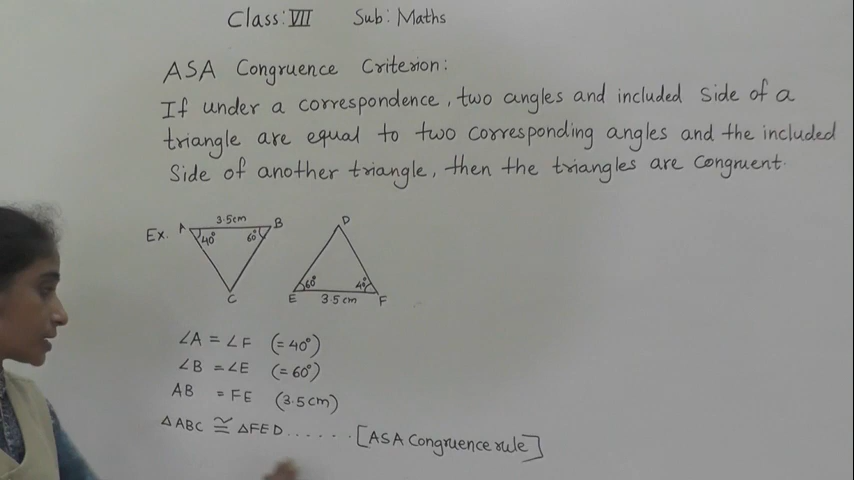 Class: VII Sub: Maths
ASA Congruence Criterion:
If under a correspondence, two angles and included Side of a
triangle are equal to two corresponding angles and the included
Side of another triangle, then the triangles are Congruent.
Ex. A 3.5cm B 40° 60° C
D 60° 40° E 3.5 cm F
∠A = ∠F (= 40°)
∠B = ∠E (= 60°)
AB = FE (3.5cm)
△ABC ≅ △FED ...... [ASA Congruence rule]